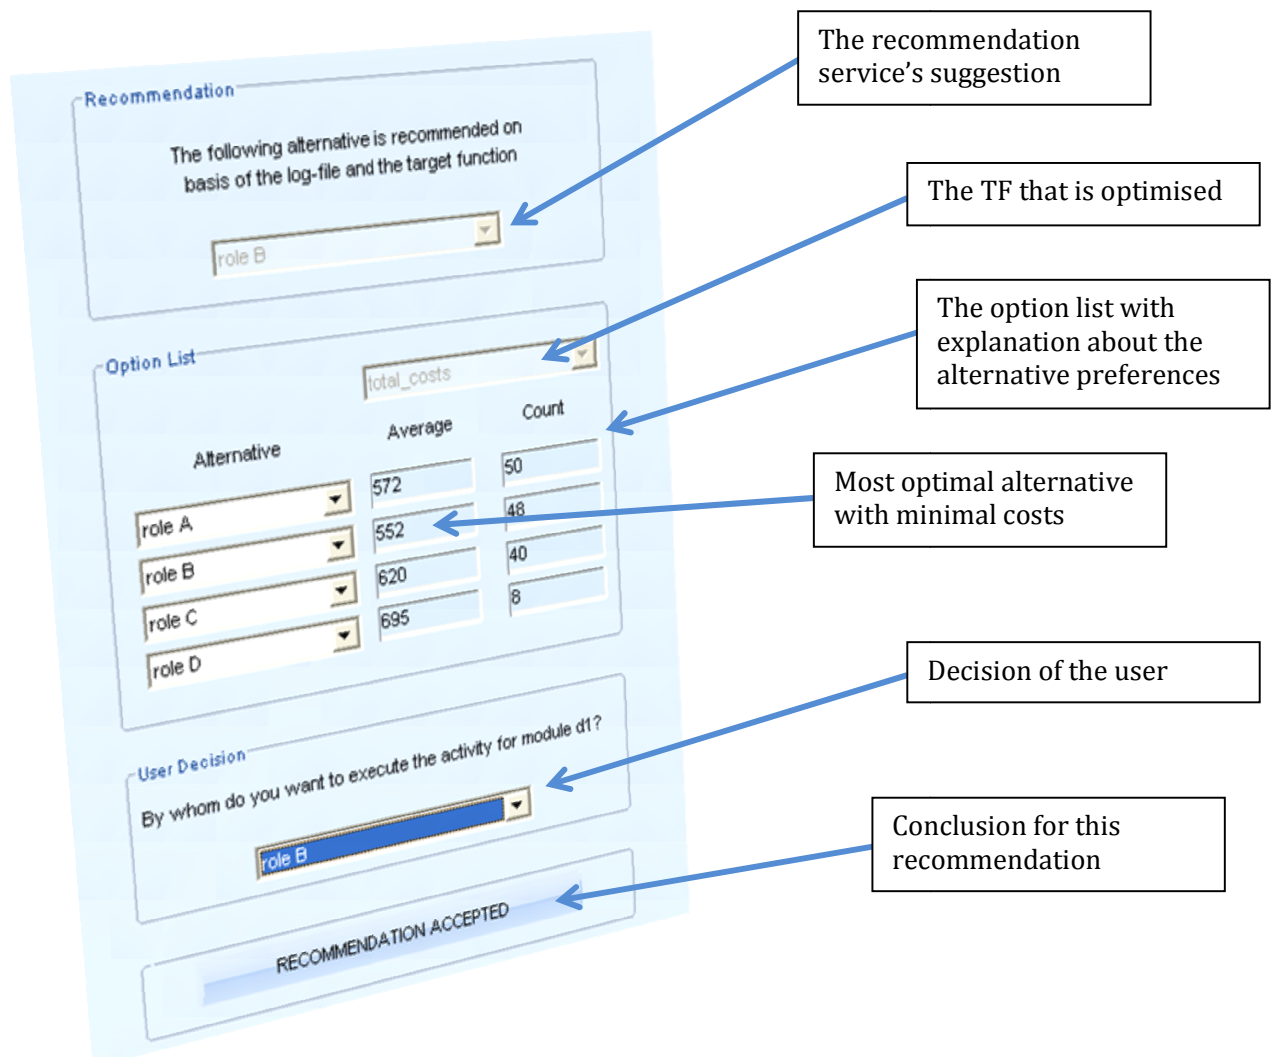 The recommendation
service’s suggestion
Recommendation
The following alternative is recommended on
basis of the log-file and the target function
role B
The TF that is optimised
The option list with
explanation about the
alternative preferences
Option List
total_costs
Alternative Average Count
role A 572 50
role B 552 48
role C 620 40
role D 695 8
Most optimal alternative
with minimal costs
Decision of the user
User Decision
By whom do you want to execute the activity for module d1?
role B
Conclusion for this
recommendation
RECOMMENDATION ACCEPTED